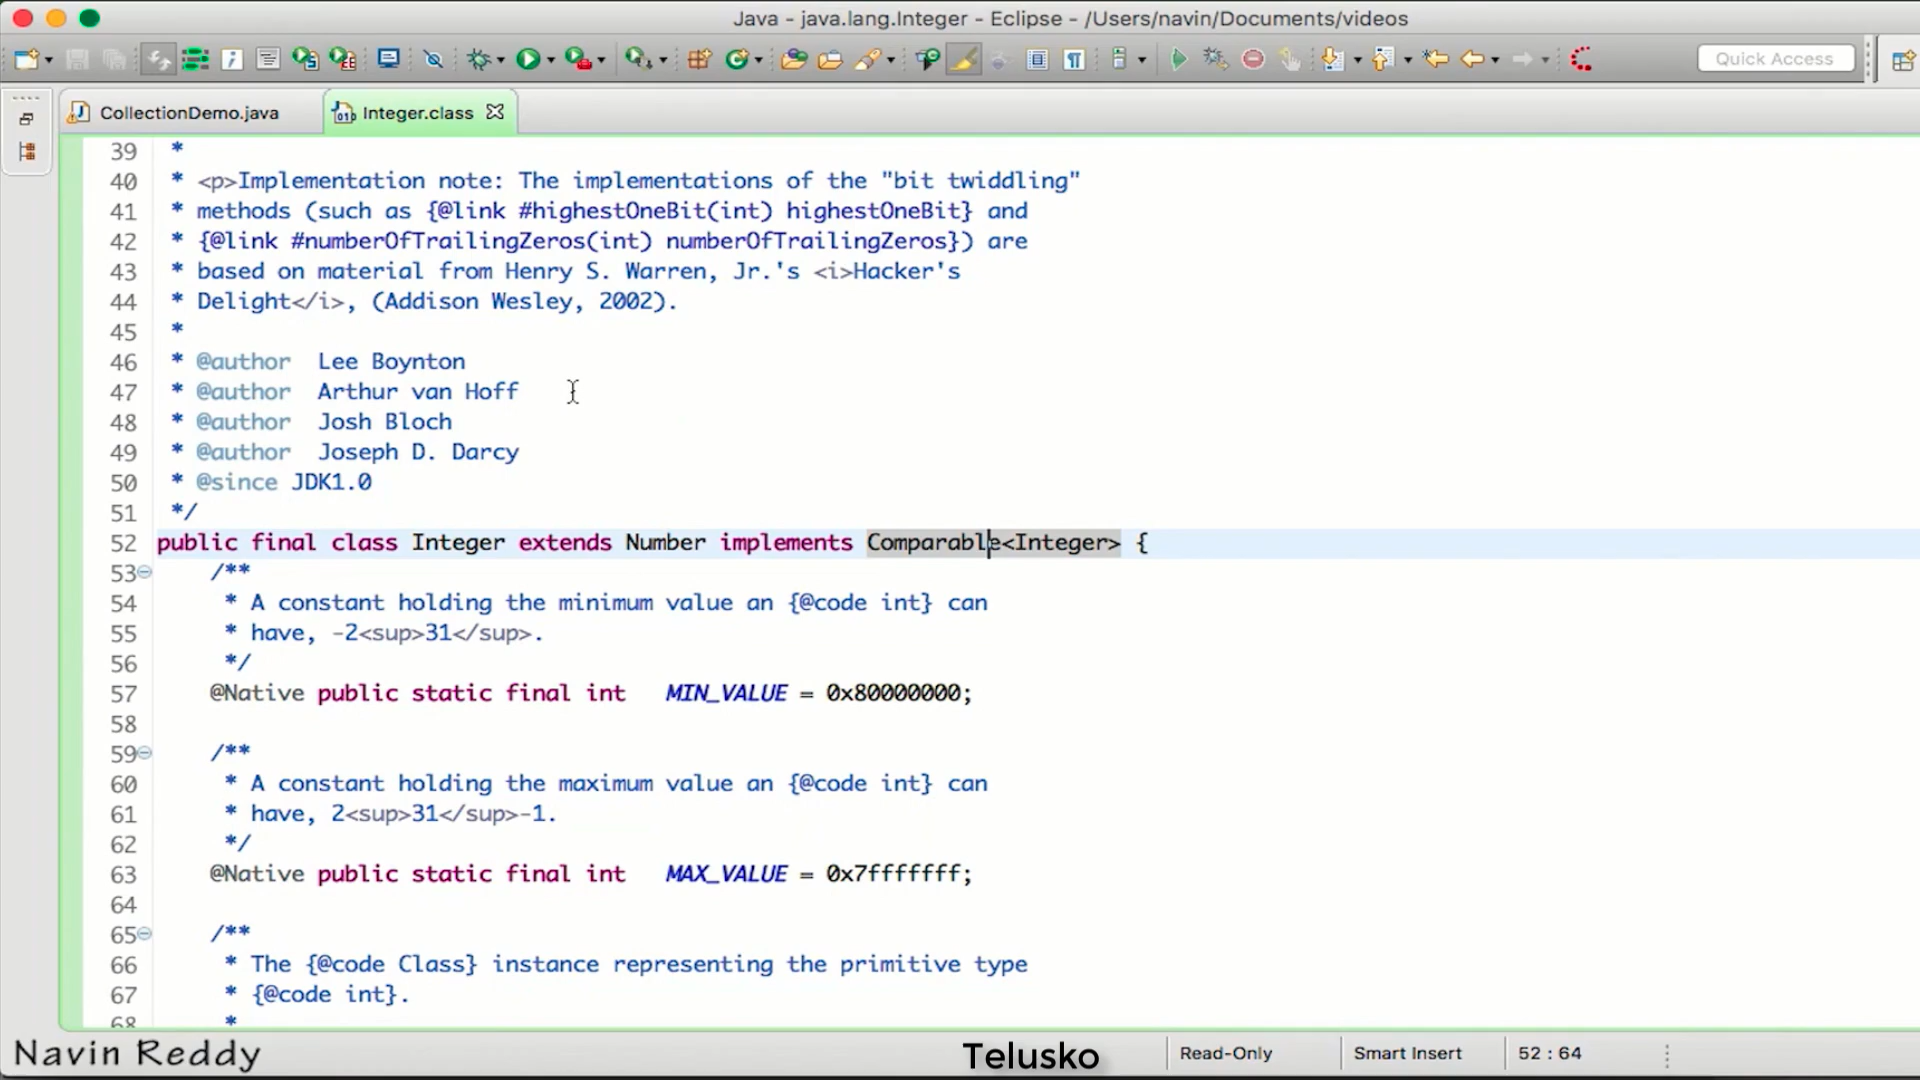 Java - java.lang.Integer - Eclipse - /Users/navin/Documents/videos
Quick Access
CollectionDemo.java
Integer.class
39 *
40 * <p>Implementation note: The implementations of the "bit twiddling"
41 * methods (such as {@link #highestOneBit(int) highestOneBit} and
42 * {@link #numberOfTrailingZeros(int) numberOfTrailingZeros}) are
43 * based on material from Henry S. Warren, Jr.'s <i>Hacker's
44 * Delight</i>, (Addison Wesley, 2002).
45 *
46 * @author  Lee Boynton
47 * @author  Arthur van Hoff
48 * @author  Josh Bloch
49 * @author  Joseph D. Darcy
50 * @since JDK1.0
51 */
52 public final class Integer extends Number implements Comparable<Integer> {
53 /**
54 * A constant holding the minimum value an {@code int} can
55 * have, -2<sup>31</sup>.
56 */
57 @Native public static final int   MIN_VALUE = 0x80000000;
58
59 /**
60 * A constant holding the maximum value an {@code int} can
61 * have, 2<sup>31</sup>-1.
62 */
63 @Native public static final int   MAX_VALUE = 0x7fffffff;
64
65 /**
66 * The {@code Class} instance representing the primitive type
67 * {@code int}.
68 *
Navin Reddy
Telusko
Read-Only
Smart Insert
52 : 64